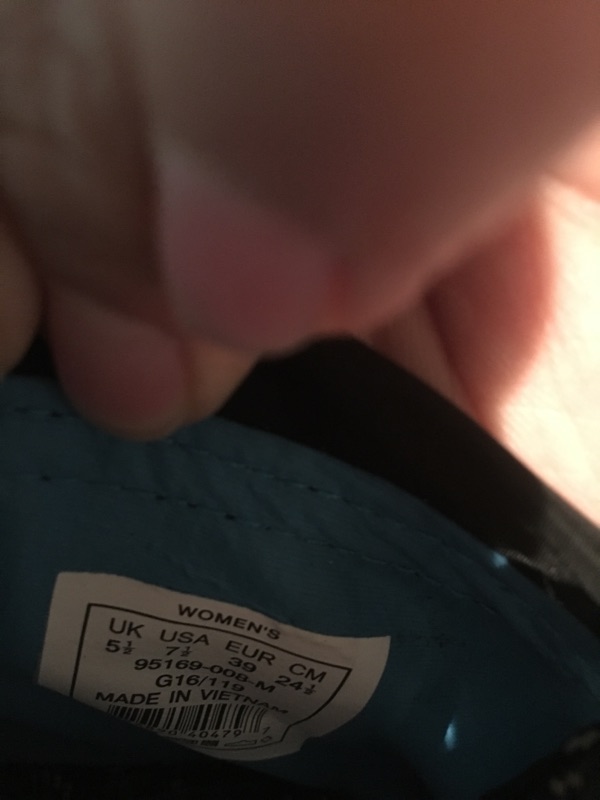 WOMEN'S
UK USA EUR CM
5½ 7½ 39 24½
95169-008-M
G16/119
MADE IN VIETNAM
40479